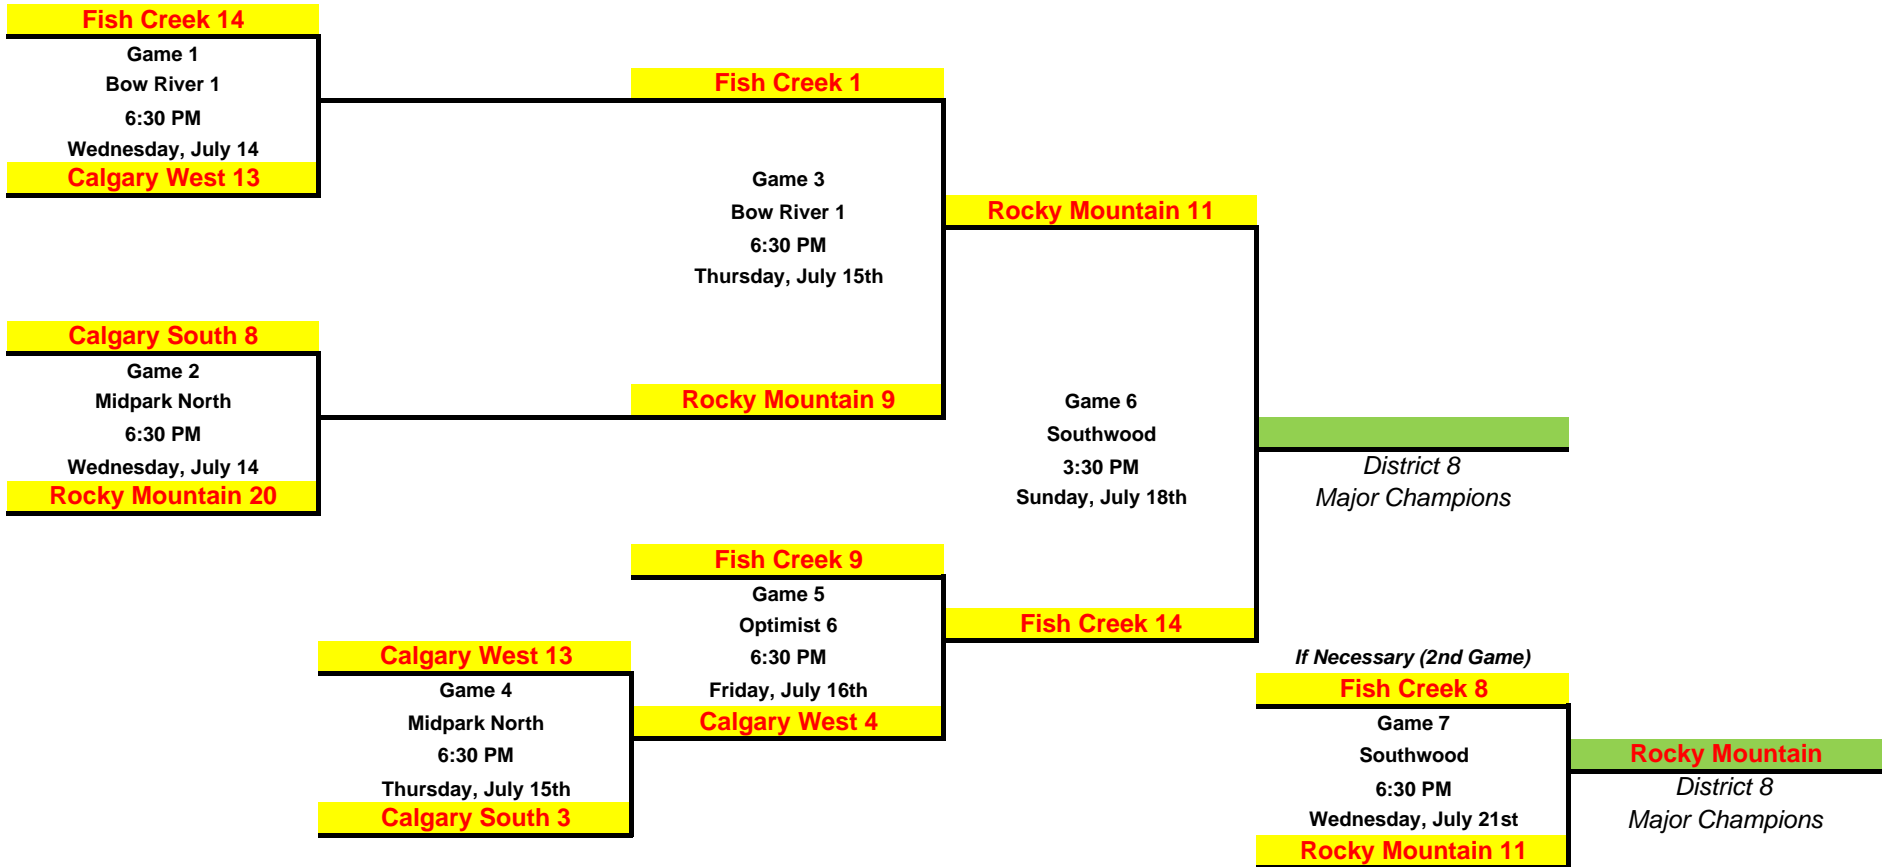 Fish Creek 14
Game 1
Bow River 1
6:30 PM
Wednesday, July 14
Calgary West 13
Calgary South 8
Game 2
Midpark North
6:30 PM
Wednesday, July 14
Rocky Mountain 20
Fish Creek 1
Game 3
Bow River 1
6:30 PM
Thursday, July 15th
Rocky Mountain 9
Calgary West 13
Game 4
Midpark North
6:30 PM
Thursday, July 15th
Calgary South 3
Fish Creek 9
Game 5
Optimist 6
6:30 PM
Friday, July 16th
Calgary West 4
Rocky Mountain 11
Game 6
Southwood
3:30 PM
Sunday, July 18th
Fish Creek 14
District 8
Major Champions
If Necessary (2nd Game)
Fish Creek 8
Game 7
Southwood
6:30 PM
Wednesday, July 21st
Rocky Mountain 11
Rocky Mountain
District 8
Major Champions